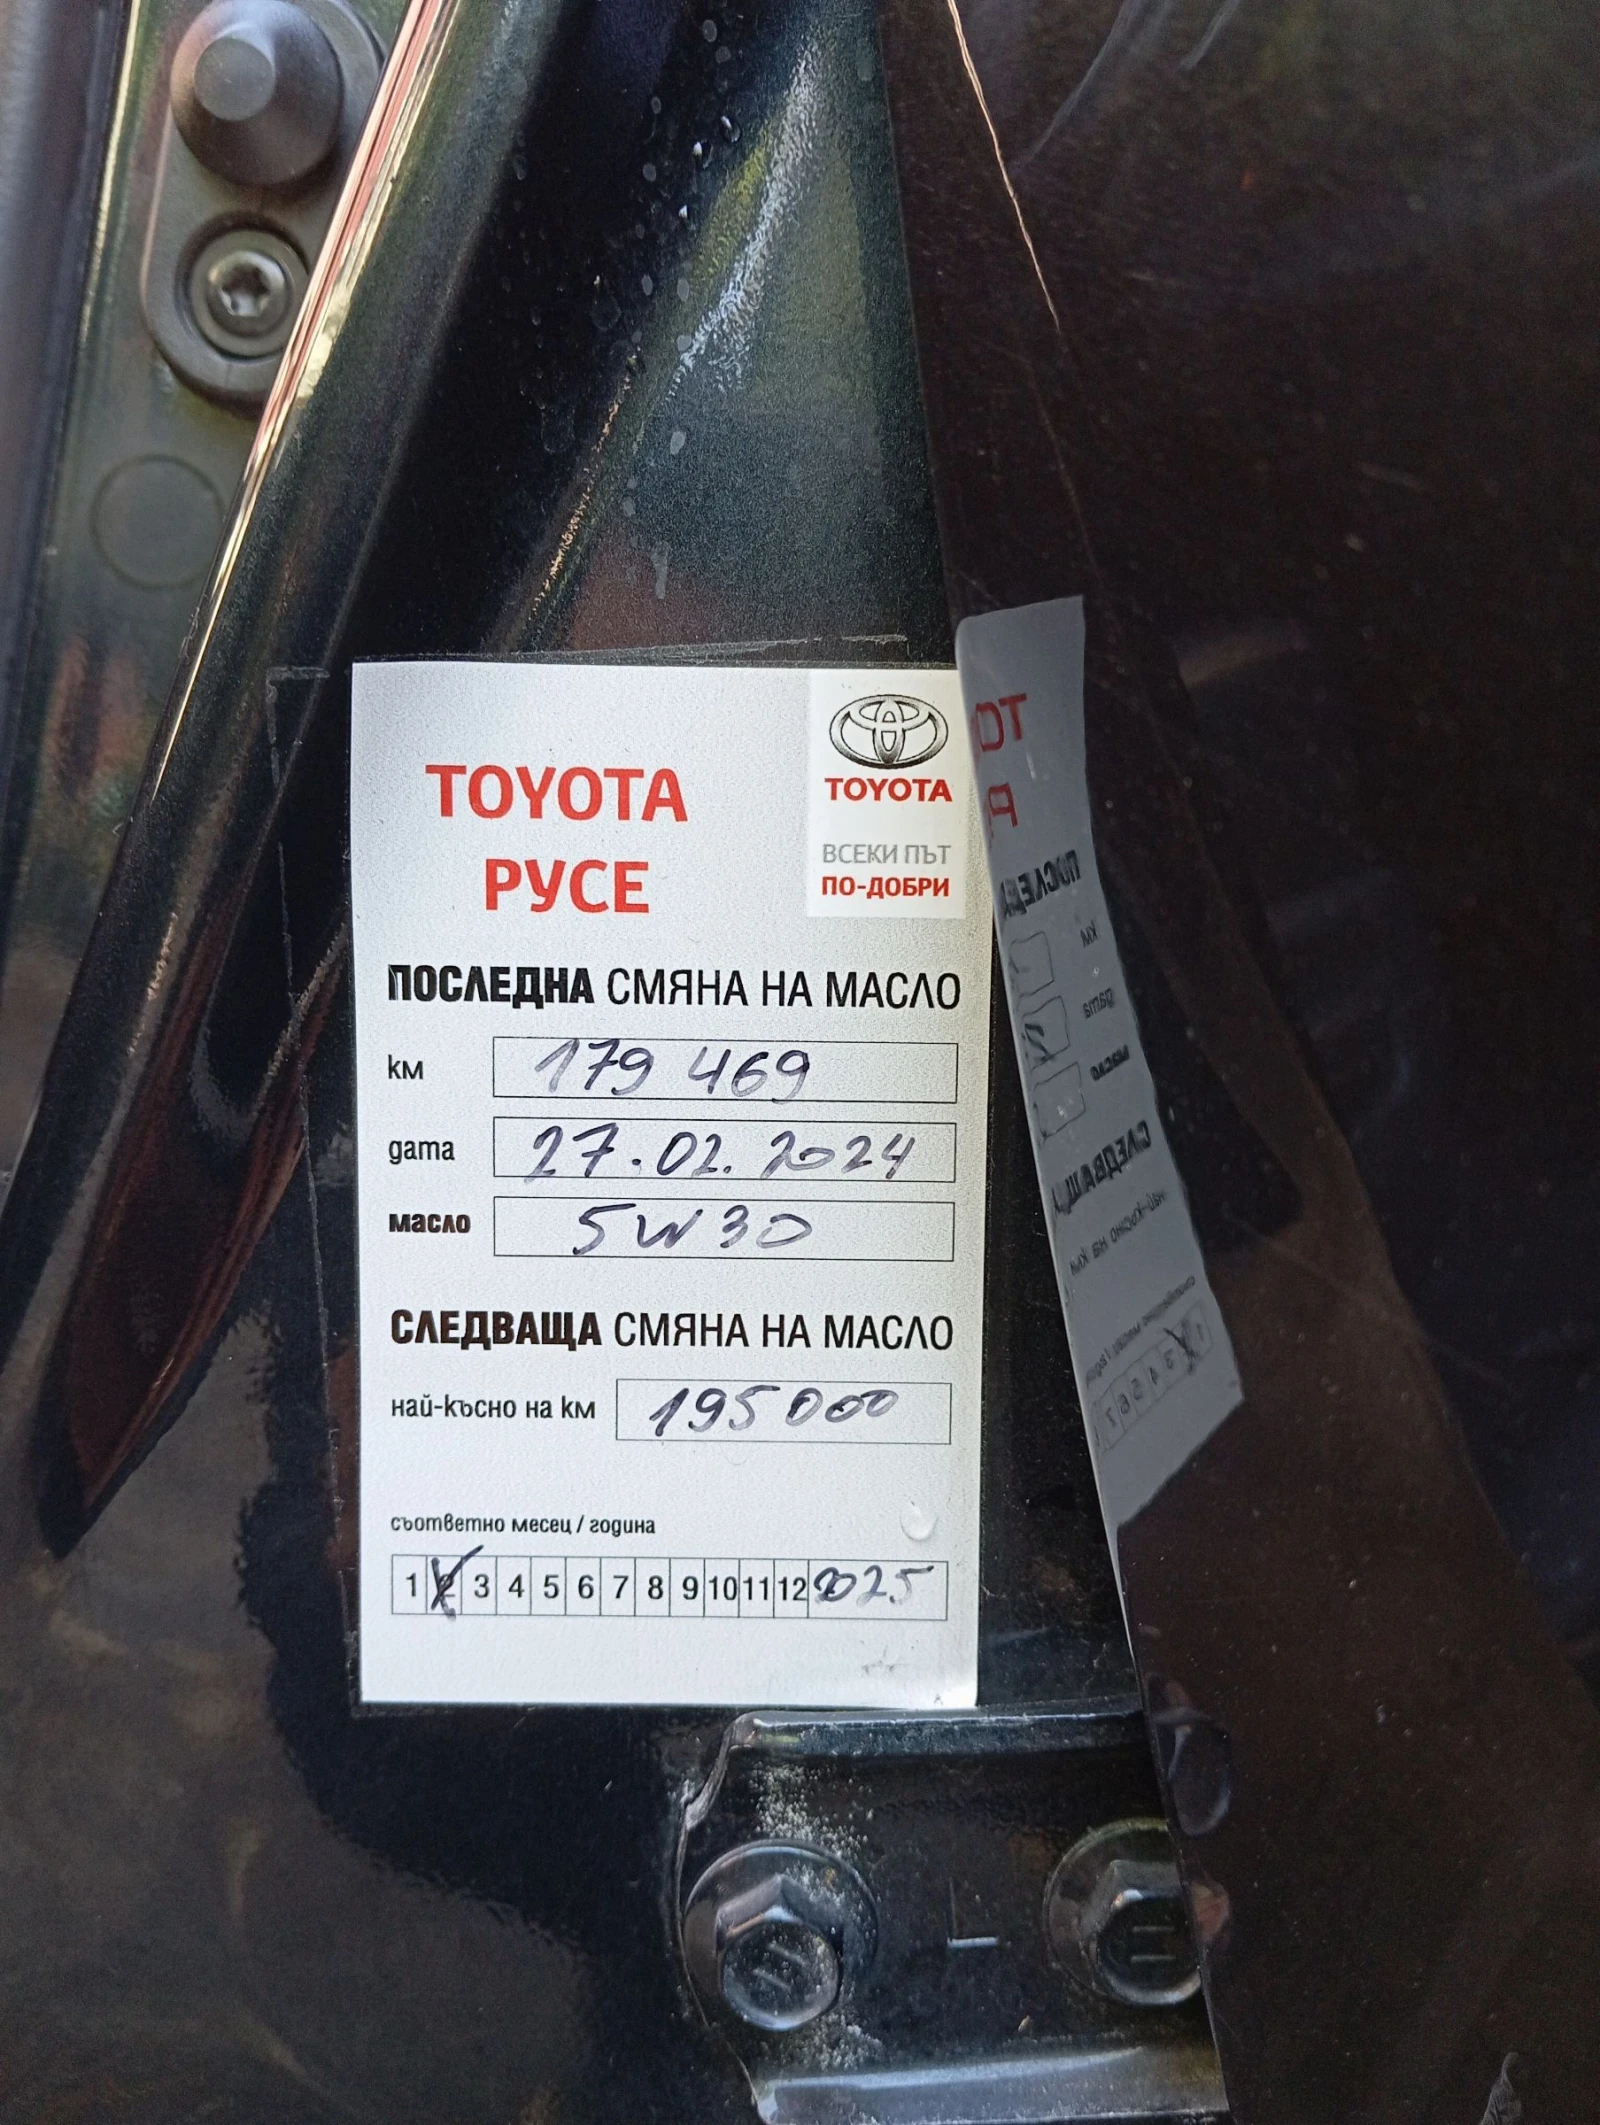 TOYOTA
РУСЕ
TOYOTA
ВСЕКИ ПЪТ
ПО-ДОБРИ
ПОСЛЕДНА СМЯНА НА МАСЛО
км 179 469
дата 27.02.2024
масло 5W30
СЛЕДВАЩА СМЯНА НА МАСЛО
най-късно на км 195000
съответно месец / година
1 2 3 4 5 6 7 8 9 10 11 12 2025
L